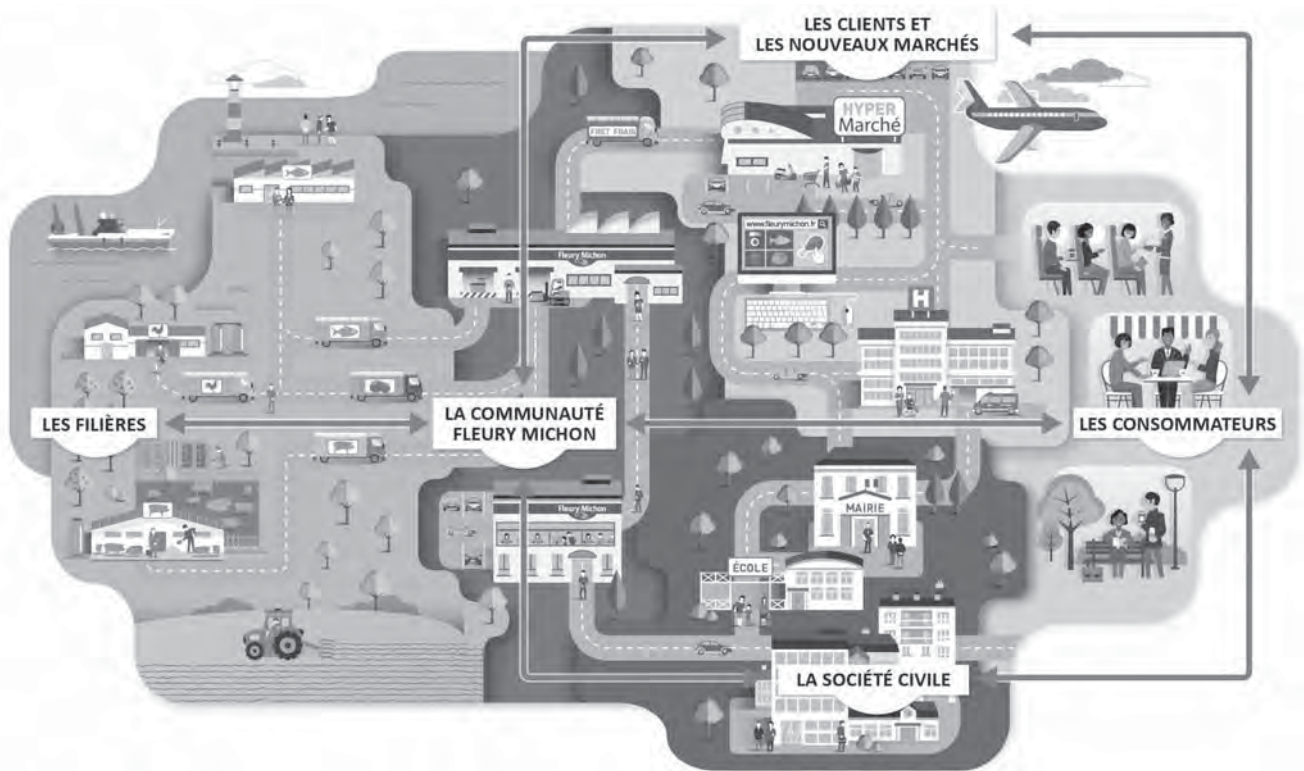 LES CLIENTS ET
LES NOUVEAUX MARCHÉS
HYPER
Marché
FRET FRAIS
www.fleurymichon.fr
Fleury Michon
H
LES FILIÈRES
LA COMMUNAUTÉ
FLEURY MICHON
LES CONSOMMATEURS
Fleury Michon
MAIRIE
ÉCOLE
LA SOCIÉTÉ CIVILE